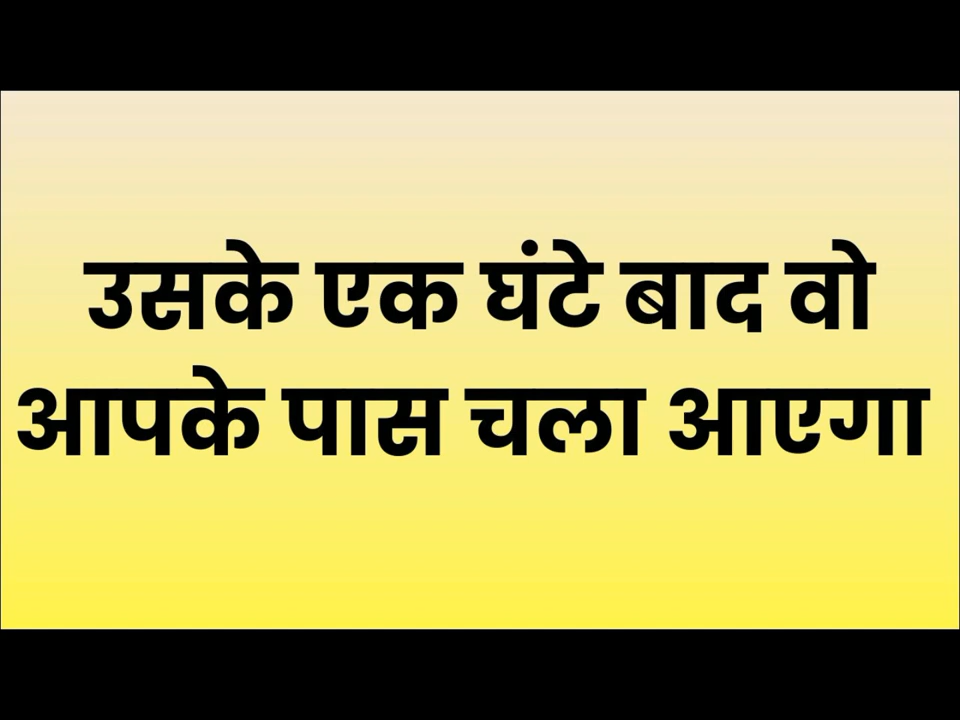 उसके एक घंटे बाद वो
आपके पास चला आएगा